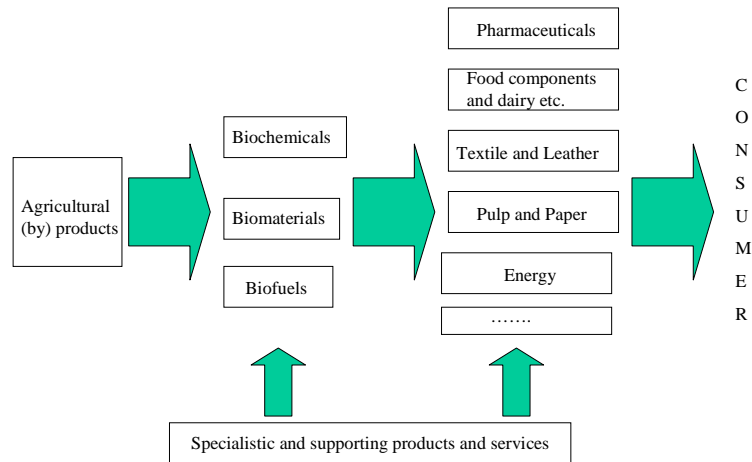 Agricultural
(by) products
Biochemicals
Biomaterials
Biofuels
Pharmaceuticals
Food components
and dairy etc.
Textile and Leather
Pulp and Paper
Energy
…….
C
O
N
S
U
M
E
R
Specialistic and supporting products and services